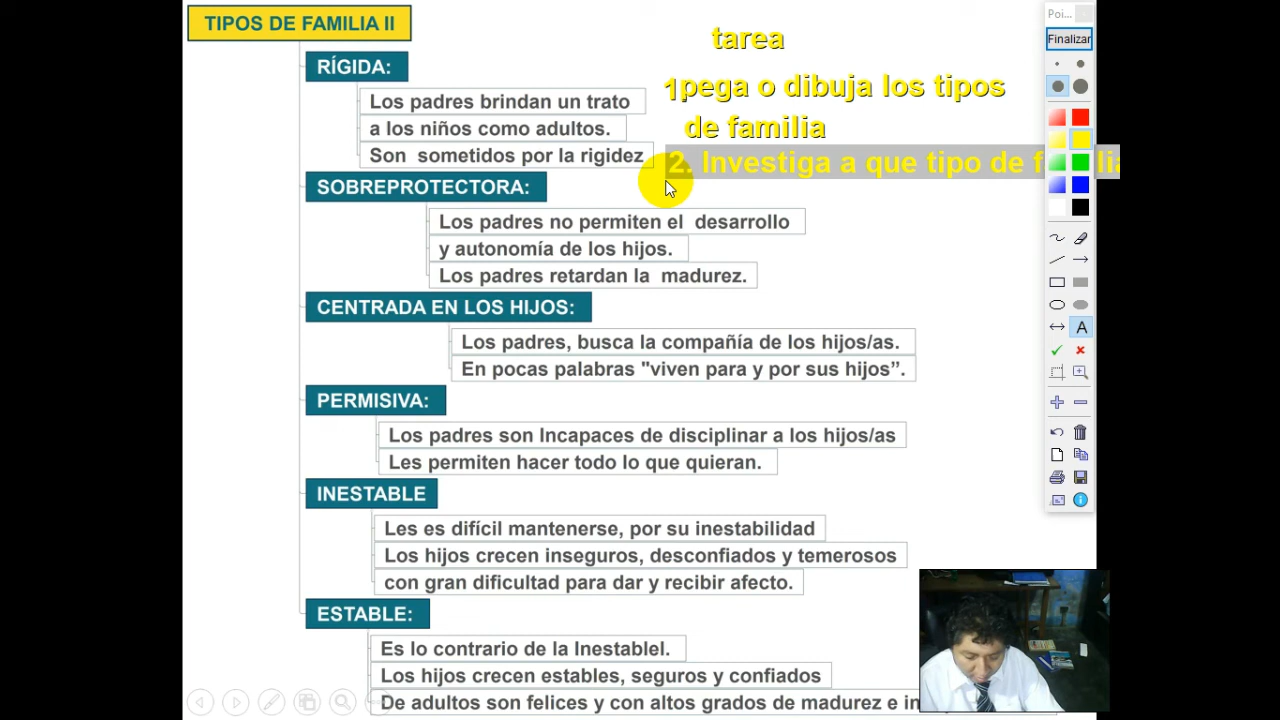 TIPOS DE FAMILIA II
RÍGIDA:
Los padres brindan un trato
a los niños como adultos.
Son sometidos por la rigidez
SOBREPROTECTORA:
Los padres no permiten el desarrollo
y autonomía de los hijos.
Los padres retardan la madurez.
CENTRADA EN LOS HIJOS:
Los padres, busca la compañía de los hijos/as.
En pocas palabras "viven para y por sus hijos”.
PERMISIVA:
Los padres son Incapaces de disciplinar a los hijos/as
Les permiten hacer todo lo que quieran.
INESTABLE
Les es difícil mantenerse, por su inestabilidad
Los hijos crecen inseguros, desconfiados y temerosos
con gran dificultad para dar y recibir afecto.
ESTABLE:
Es lo contrario de la Inestablel.
Los hijos crecen estables, seguros y confiados
De adultos son felices y con altos grados de madurez e
tarea
1pega o dibuja los tipos
de familia
2. Investiga a que tipo de
Poi...
Finalizar
A